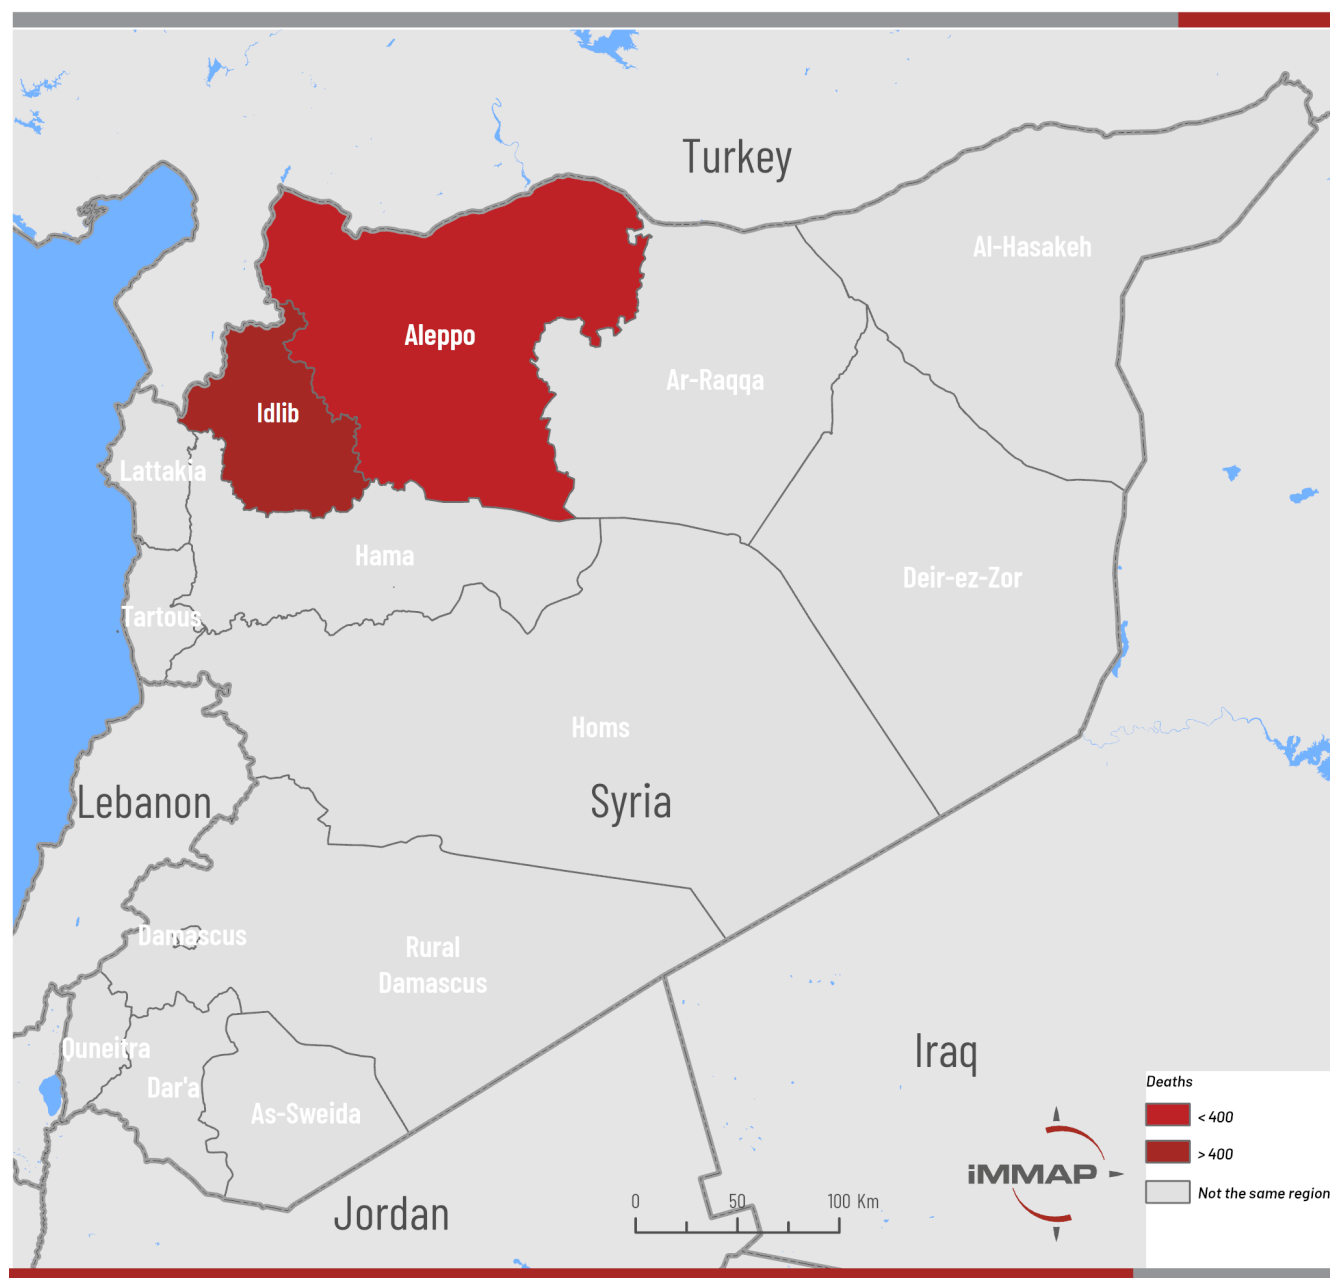 Turkey
Al-Hasakeh
Aleppo
Ar-Raqqa
Idlib
Lattakia
Hama
Deir-ez-Zor
Tartous
Homs
Lebanon
Syria
Damascus
Rural
Damascus
Quneitra
Iraq
Dar'a
As-Sweida
Jordan
0 50 100 Km
iMMAP
Deaths
< 400
> 400
Not the same region